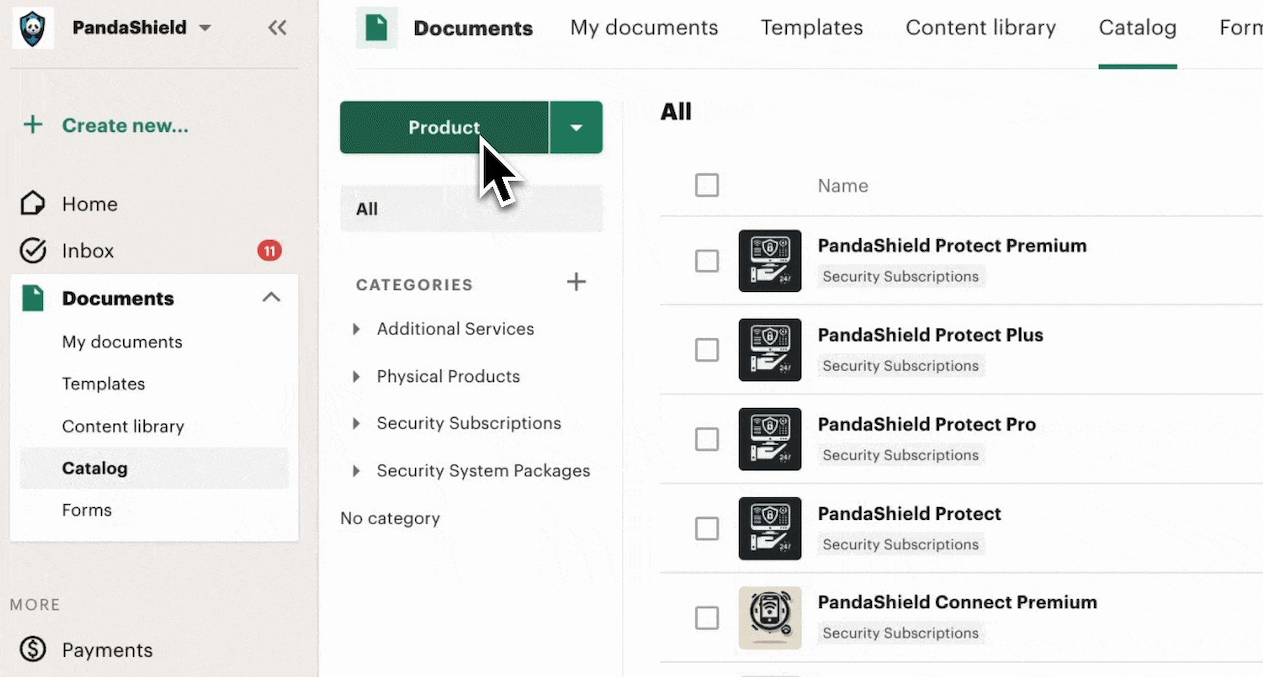 PandaShield
Create new...
Home
Inbox
11
Documents
My documents
Templates
Content library
Catalog
Forms
MORE
Payments
Documents
My documents
Templates
Content library
Catalog
Form
Product
All
CATEGORIES
Additional Services
Physical Products
Security Subscriptions
Security System Packages
No category
All
Name
PandaShield Protect Premium
Security Subscriptions
PandaShield Protect Plus
Security Subscriptions
PandaShield Protect Pro
Security Subscriptions
PandaShield Protect
Security Subscriptions
PandaShield Connect Premium
Security Subscriptions